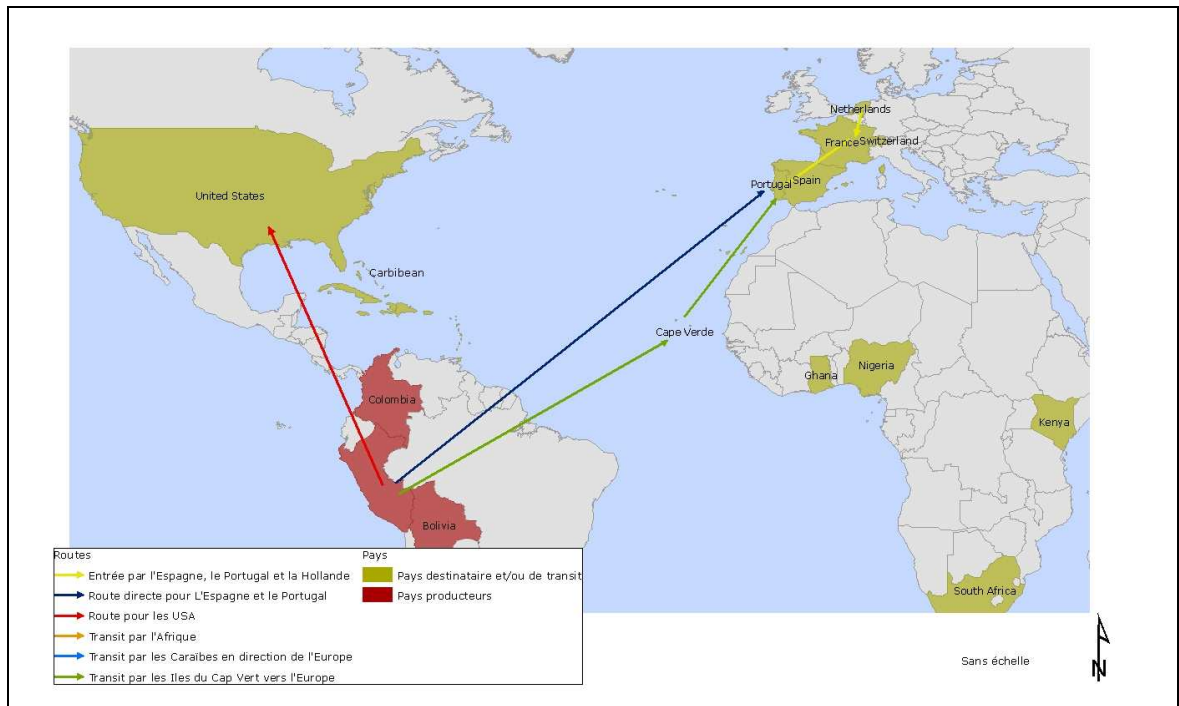 Netherlands
France
Switzerland
Portugal
Spain
United States
Carbibean
Cape Verde
Ghana
Nigeria
Kenya
Colombia
Bolivia
South Africa
Routes
Entrée par l'Espagne, le Portugal et la Hollande
Route directe pour L'Espagne et le Portugal
Route pour les USA
Transit par l'Afrique
Transit par les Caraïbes en direction de l'Europe
Transit par les Iles du Cap Vert vers l'Europe
Pays
Pays destinataire et/ou de transit
Pays producteurs
Sans échelle
N